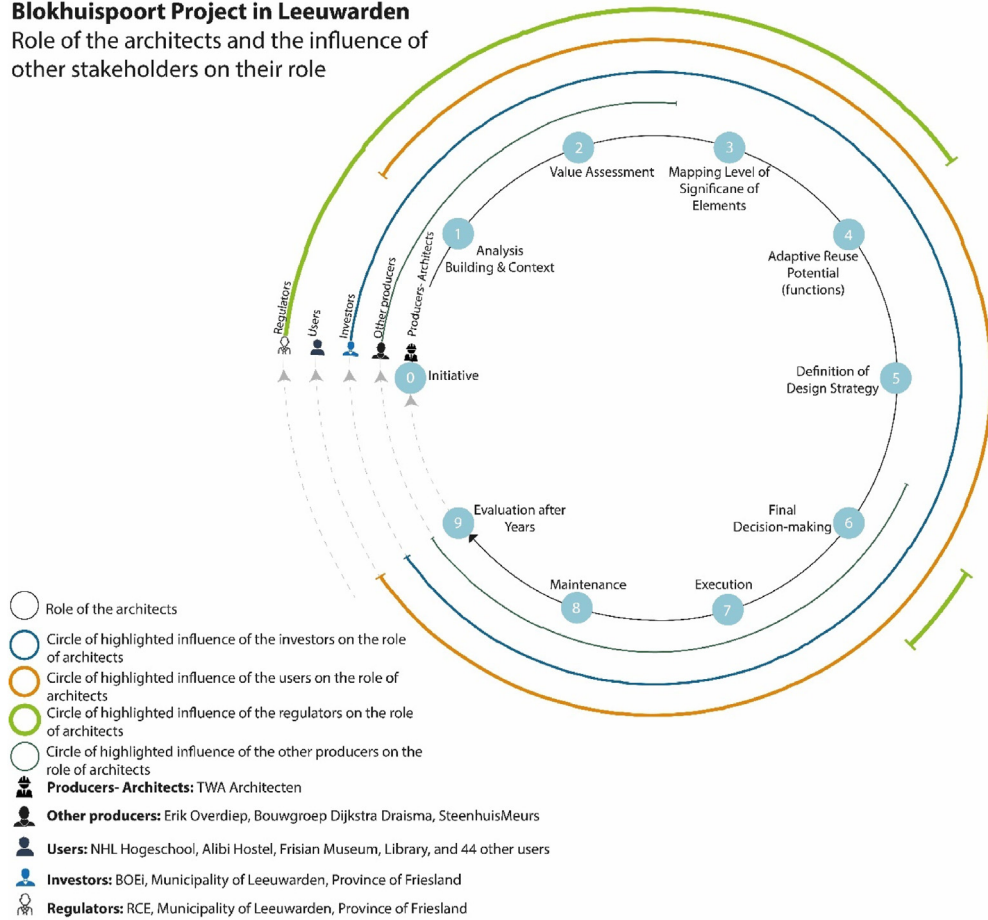 Blokhuispoort Project in Leeuwarden
Role of the architects and the influence of
other stakeholders on their role
Regulators
Users
Investors
Other producers
Producers- Architects
0
Initiative
1
Analysis
Building & Context
2
Value Assessment
3
Mapping Level of
Significane of
Elements
4
Adaptive Reuse
Potential
(functions)
5
Definition of
Design Strategy
6
Final
Decision-making
7
Execution
8
Maintenance
9
Evaluation after
Years
Role of the architects
Circle of highlighted influence of the investors on the role
of architects
Circle of highlighted influence of the users on the role of
architects
Circle of highlighted influence of the regulators on the role
of architects
Circle of highlighted influence of the other producers on the
role of architects
Producers- Architects: TWA Architecten
Other producers: Erik Overdiep, Bouwgroep Dijkstra Draisma, SteenhuisMeurs
Users: NHL Hogeschool, Alibi Hostel, Frisian Museum, Library, and 44 other users
Investors: BOEi, Municipality of Leeuwarden, Province of Friesland
Regulators: RCE, Municipality of Leeuwarden, Province of Friesland